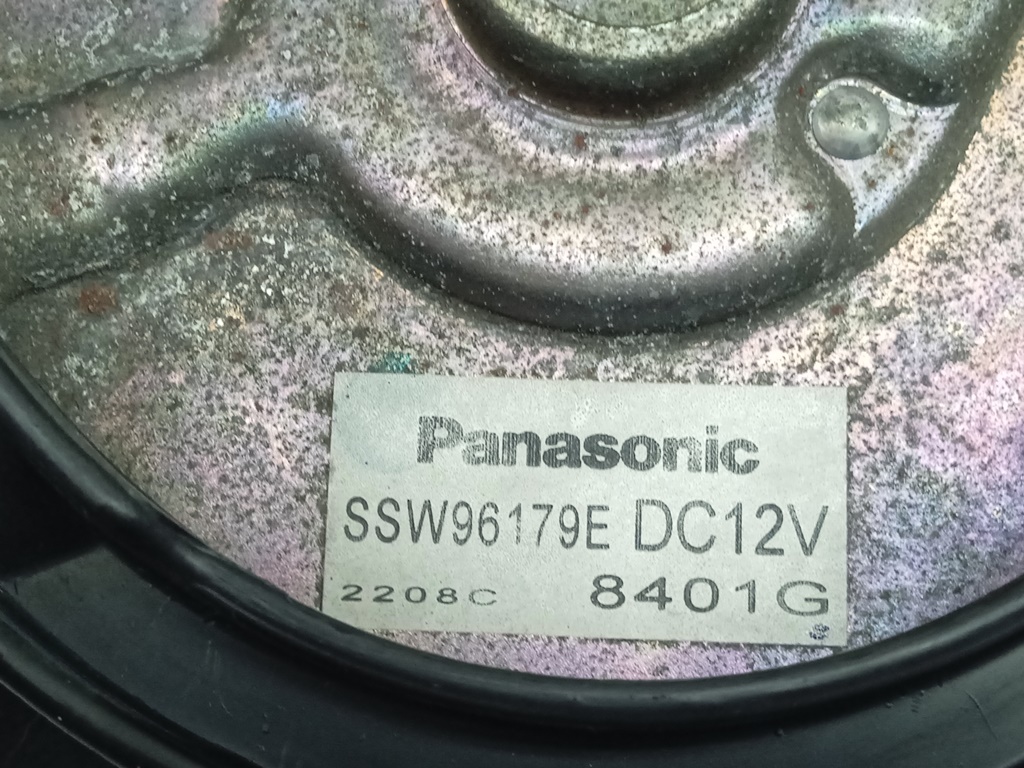 Panasonic
SSW96179E DC12V
2208C 8401G